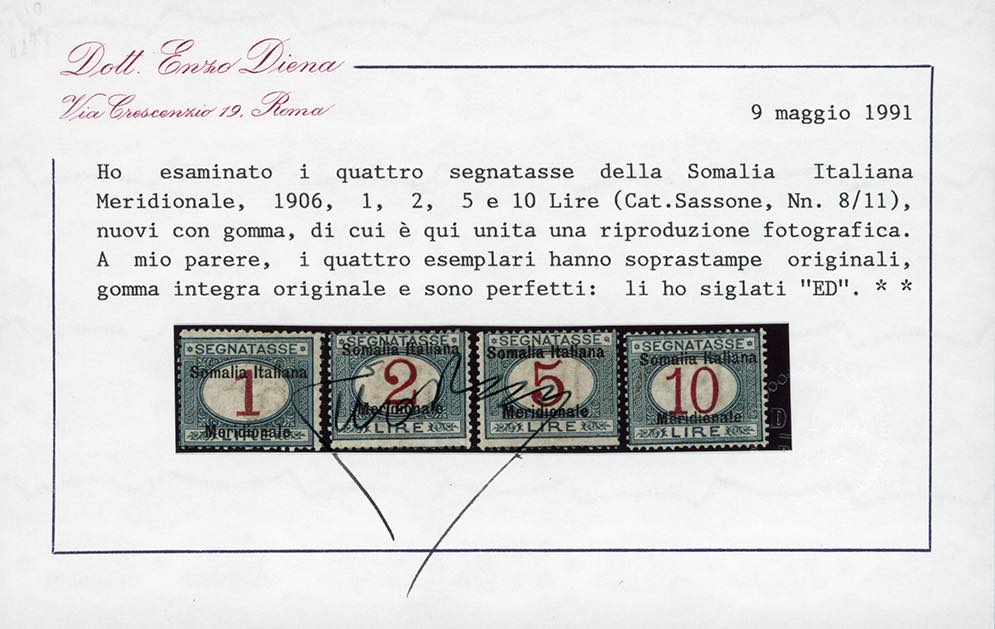 Dott. Enzo Diena
Via Crescenzio 19, Roma
9 maggio 1991
Ho esaminato i quattro segnatasse della Somalia Italiana
Meridionale, 1906, 1, 2, 5 e 10 Lire (Cat.Sassone, Nn. 8/11),
nuovi con gomma, di cui è qui unita una riproduzione fotografica.
A mio parere, i quattro esemplari hanno soprastampe originali,
gomma integra originale e sono perfetti: li ho siglati "ED". * *
SEGNATASSE SEGNATASSE SEGNATASSE SEGNATASSE
Somalia Italiana Somalia Italiana Somalia Italiana Somalia Italiana
1 2 5 10
Meridionale Meridionale Meridionale Meridionale
LIRE LIRE LIRE